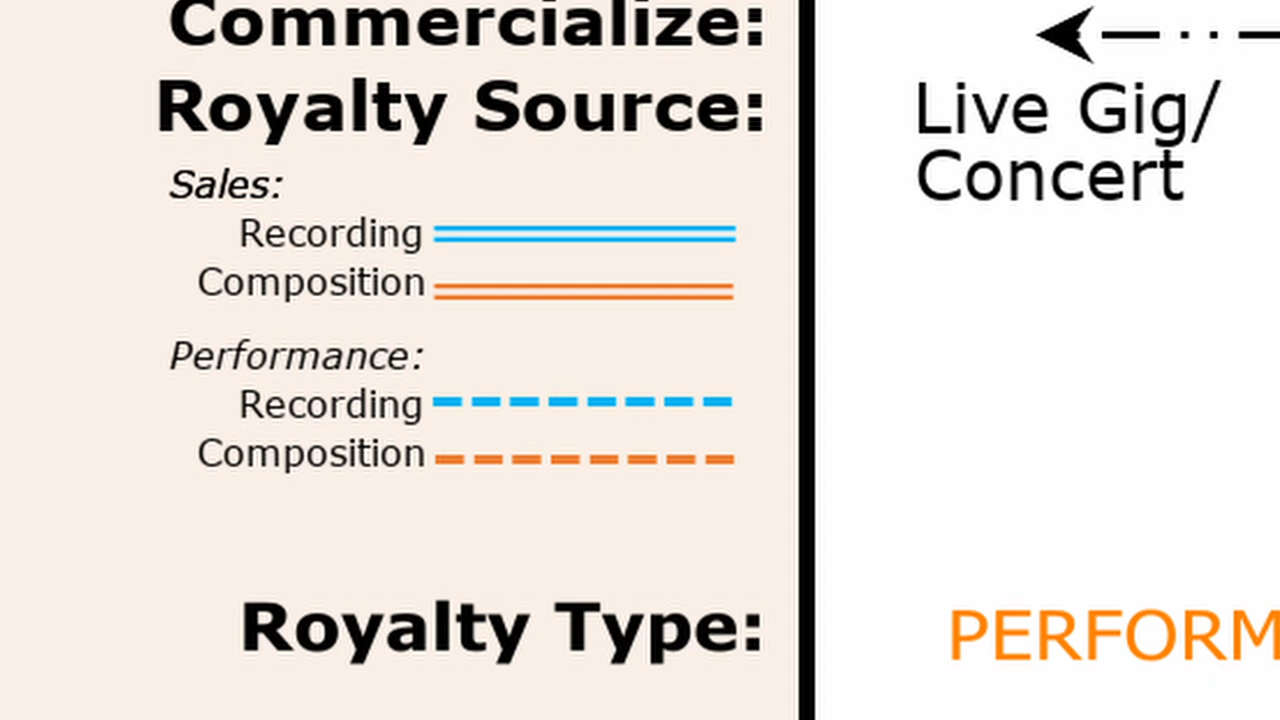 Commercialize:
Royalty Source:
Live Gig/
Concert
Sales:
Recording
Composition
Performance:
Recording
Composition
Royalty Type:
PERFORM